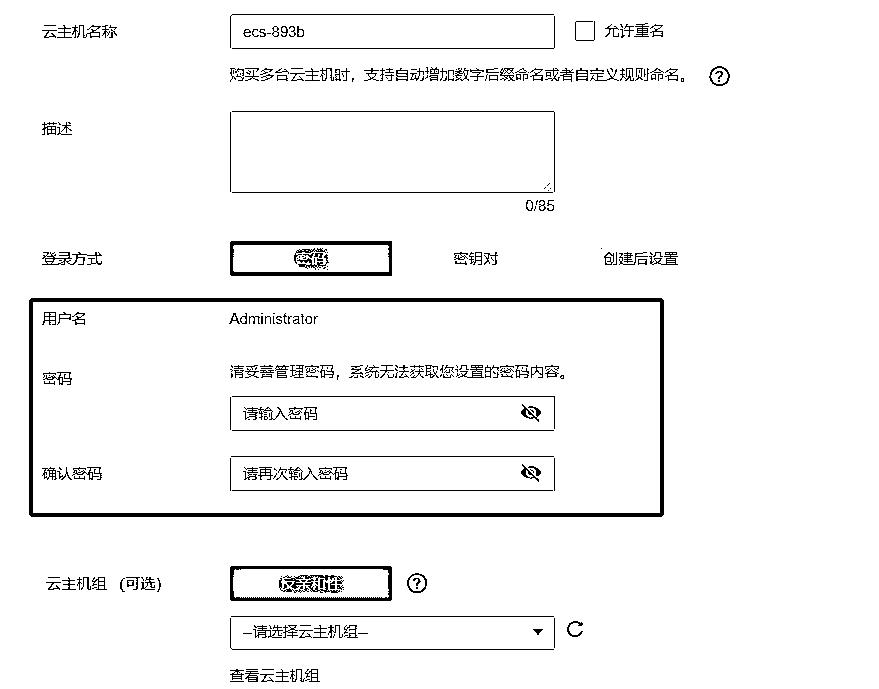 云主机名称 ecs-893b 允许重名
购买多台云主机时，支持自动增加数字后缀命名或者自定义规则命名。 ?
描述
0/85
登录方式 密码 密钥对 创建后设置
用户名 Administrator
密码 请妥善管理密码，系统无法获取您设置的密码内容。
请输入密码
确认密码 请再次输入密码
云主机组 (可选) 反亲和性 ?
--请选择云主机组--
查看云主机组